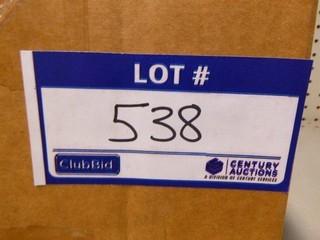 LOT #
538
ClubBid
CENTURY
AUCTIONS
A DIVISION OF CENTURY SERVICES